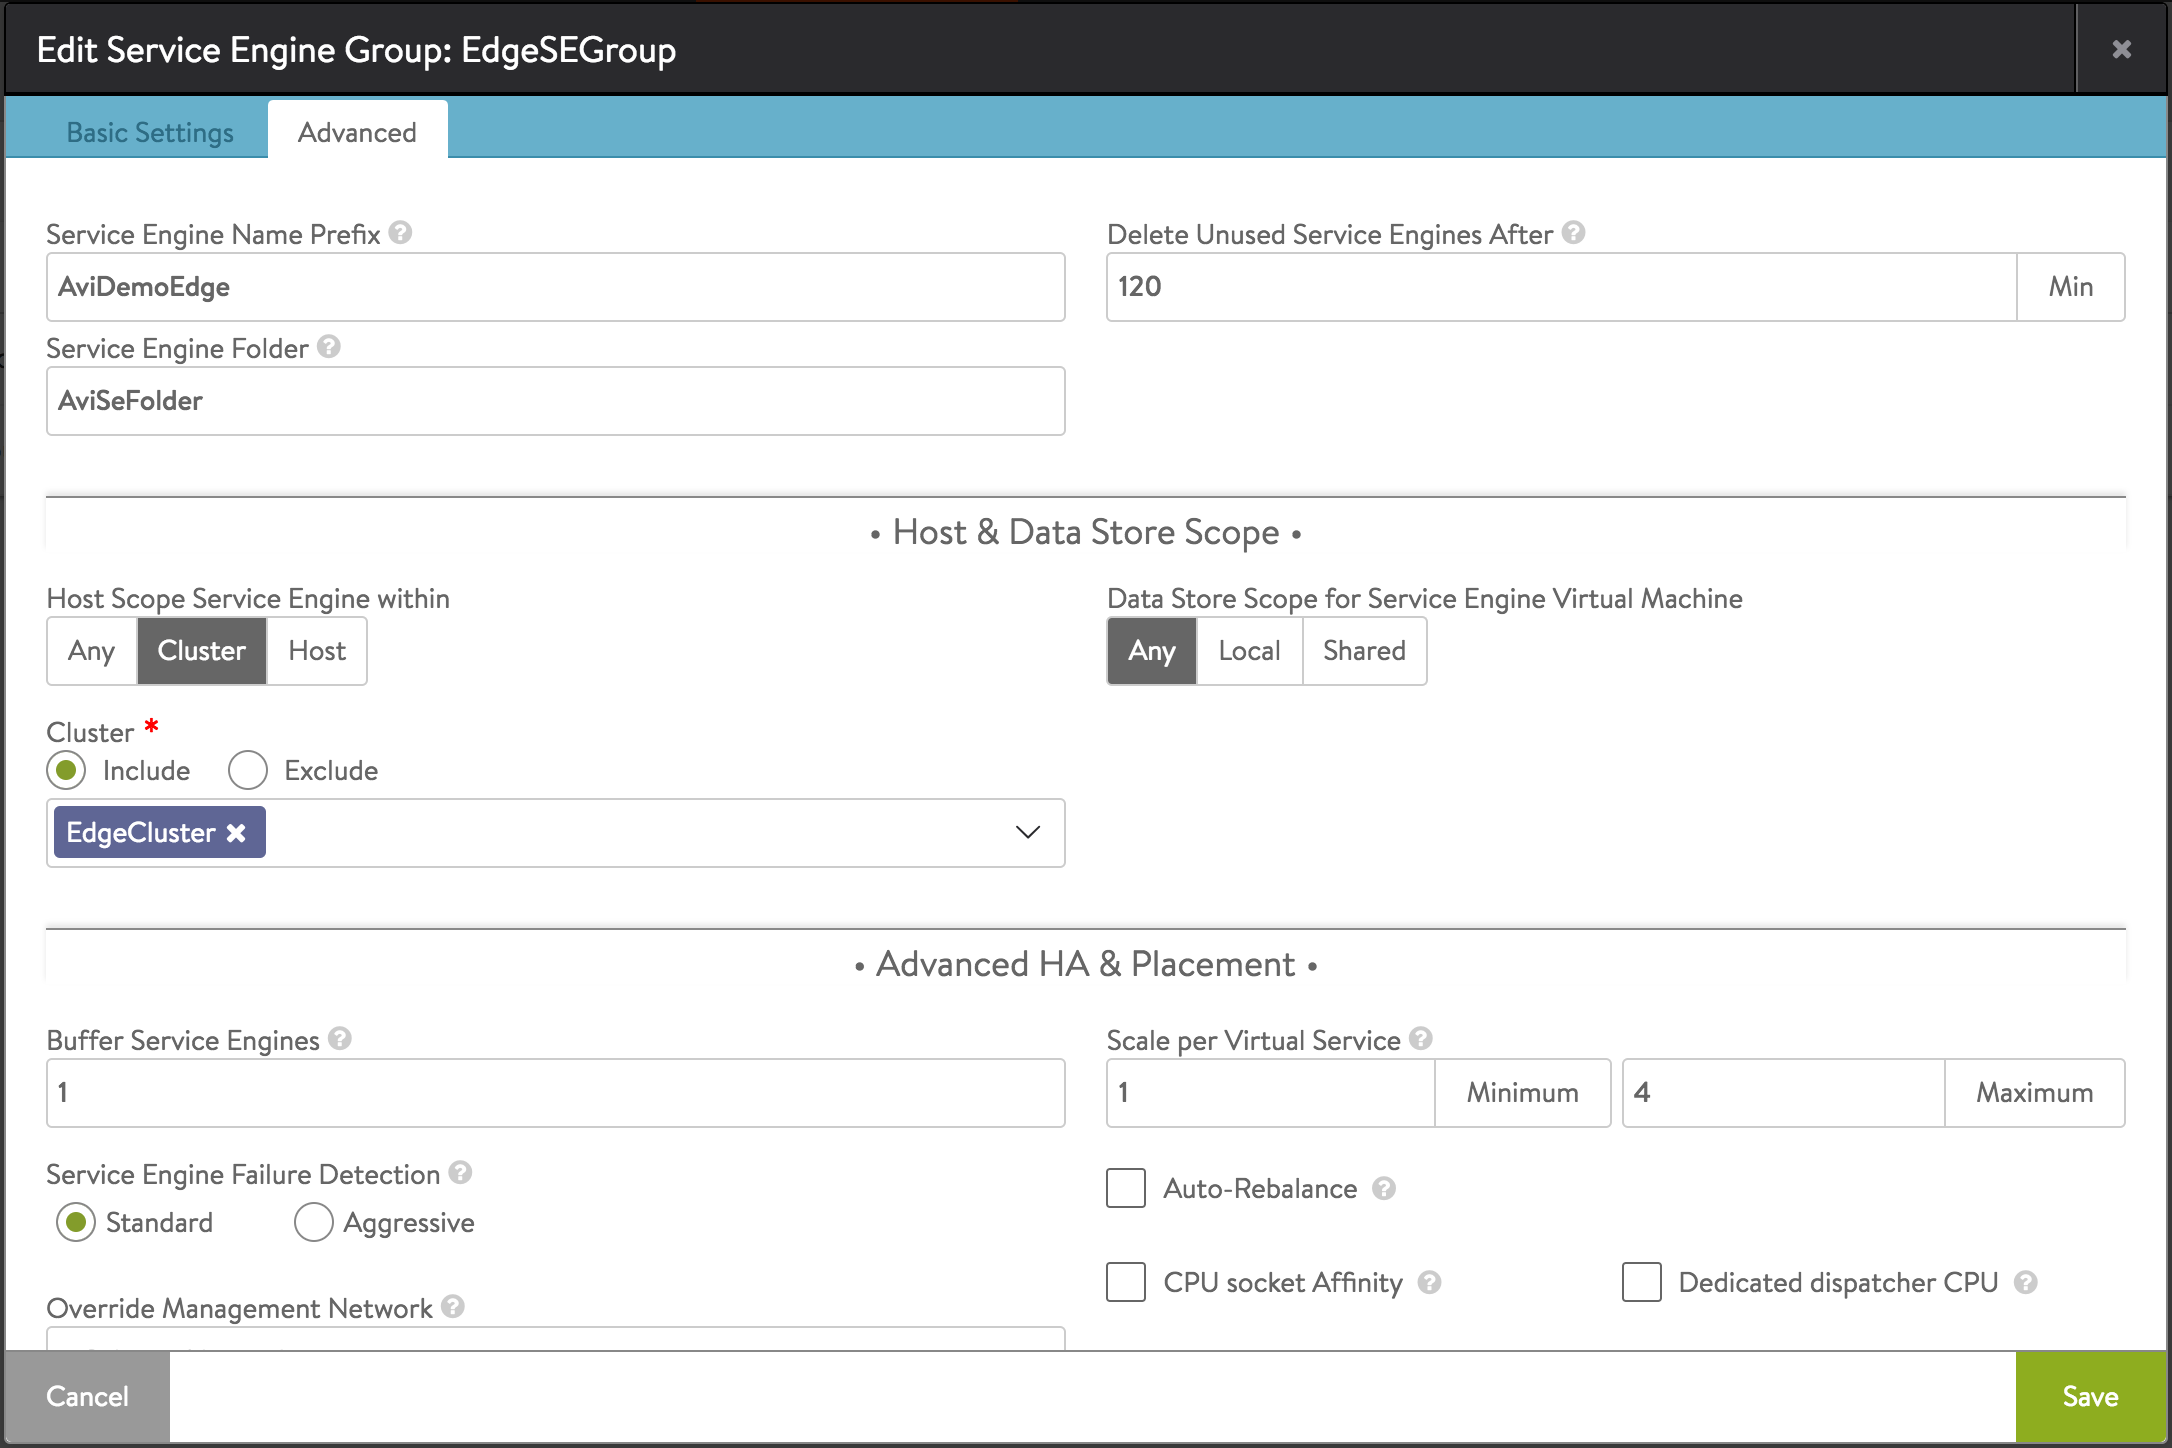 Edit Service Engine Group: EdgeSEGroup
Basic Settings Advanced
Service Engine Name Prefix
AviDemoEdge
Delete Unused Service Engines After
120 Min
Service Engine Folder
AviSeFolder
• Host & Data Store Scope •
Host Scope Service Engine within
Any Cluster Host
Data Store Scope for Service Engine Virtual Machine
Any Local Shared
Cluster *
Include Exclude
EdgeCluster
• Advanced HA & Placement •
Buffer Service Engines
1
Scale per Virtual Service
1 Minimum 4 Maximum
Service Engine Failure Detection
Standard Aggressive
Auto-Rebalance
CPU socket Affinity Dedicated dispatcher CPU
Override Management Network
Cancel Save